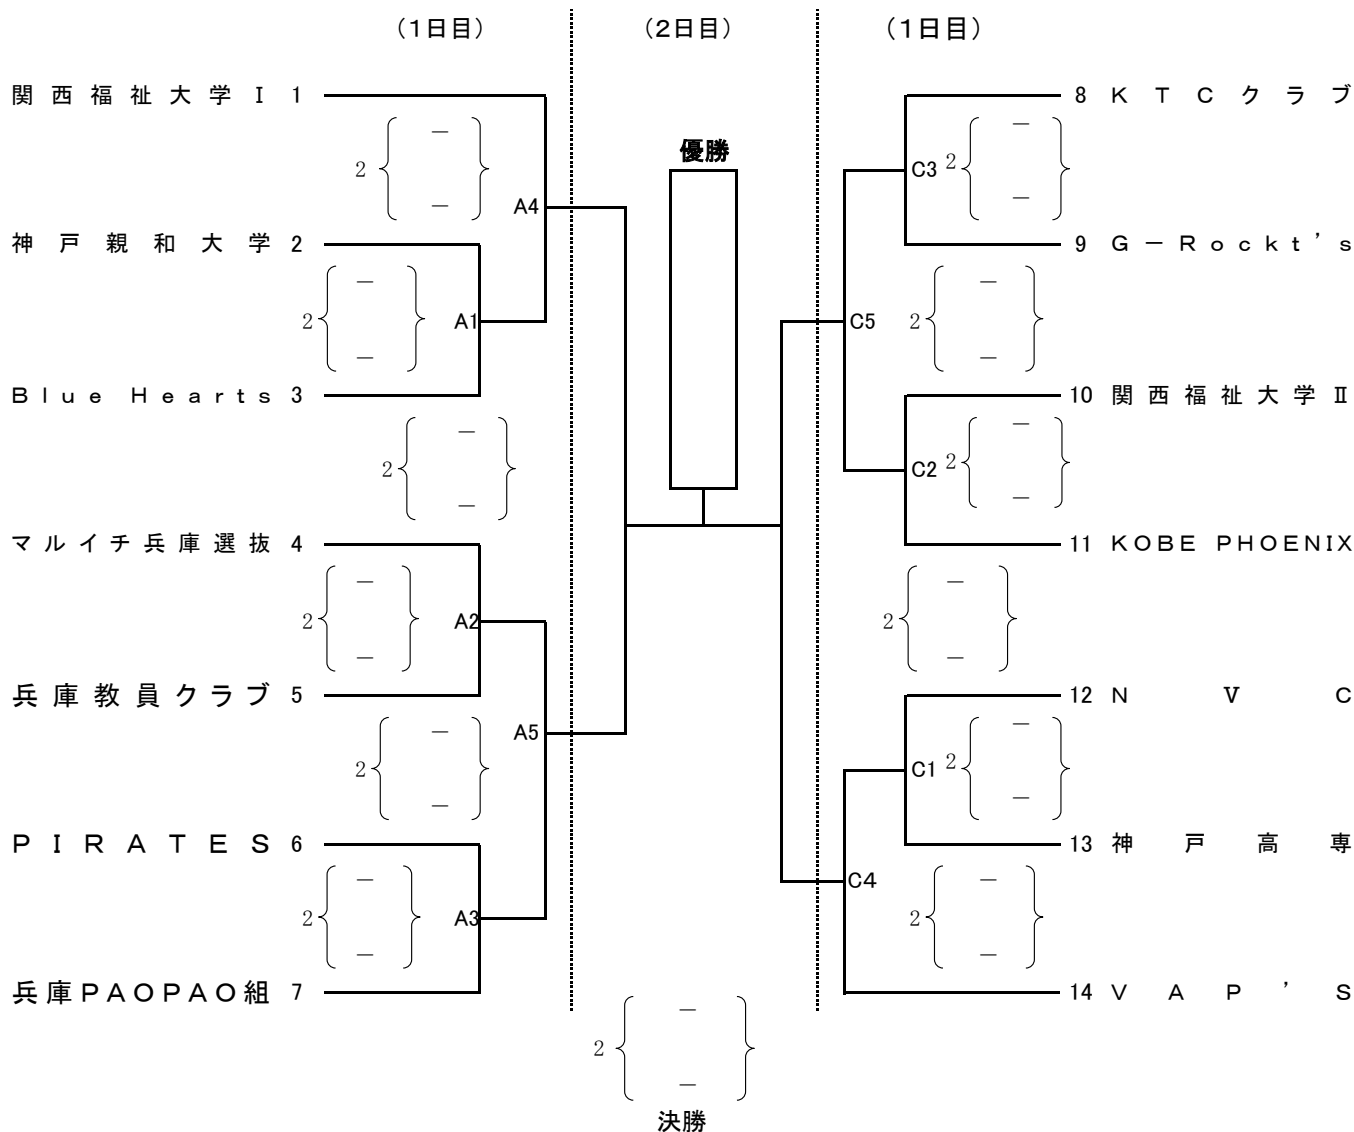 （1日目） （2日目） （1日目）
関西福祉大学Ⅰ 1 8 KTCクラブ
－ －
優勝
2 C3 2
－ A4 －
神戸親和大学 2 9 G－Rockt’s
－ －
2 A1 C5 2
－ －
Blue Hearts 3 10 関西福祉大学Ⅱ
－ －
2 C2 2
－ －
マルイチ兵庫選抜 4 11 KOBE PHOENIX
－ －
2 A2 2
－ －
兵庫教員クラブ 5 12 NVC
－ A5 －
2 C1 2
－ －
PIRATES 6 13 神戸高専
－ C4 －
2 A3 2
－ －
兵庫PAOPAO組 7 14 VAP’S
－
2
－
決勝